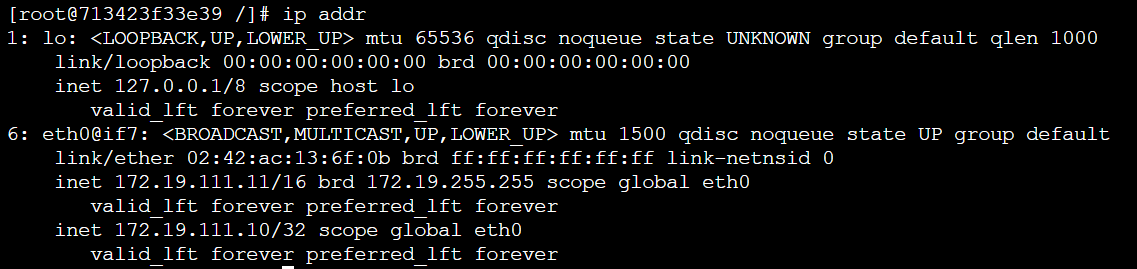 [root@713423f33e39 /]# ip addr
1: lo: <LOOPBACK,UP,LOWER_UP> mtu 65536 qdisc noqueue state UNKNOWN group default qlen 1000
    link/loopback 00:00:00:00:00:00 brd 00:00:00:00:00:00
    inet 127.0.0.1/8 scope host lo
       valid_lft forever preferred_lft forever
6: eth0@if7: <BROADCAST,MULTICAST,UP,LOWER_UP> mtu 1500 qdisc noqueue state UP group default
    link/ether 02:42:ac:13:6f:0b brd ff:ff:ff:ff:ff:ff link-netnsid 0
    inet 172.19.111.11/16 brd 172.19.255.255 scope global eth0
       valid_lft forever preferred_lft forever
    inet 172.19.111.10/32 scope global eth0
       valid_lft forever preferred_lft forever